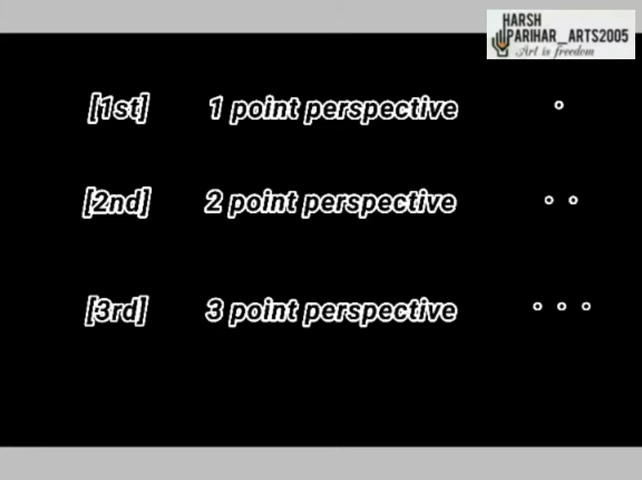 HARSH
PARIHAR_ARTS2005
Art is freedom
[1st] 1 point perspective
[2nd] 2 point perspective
[3rd] 3 point perspective